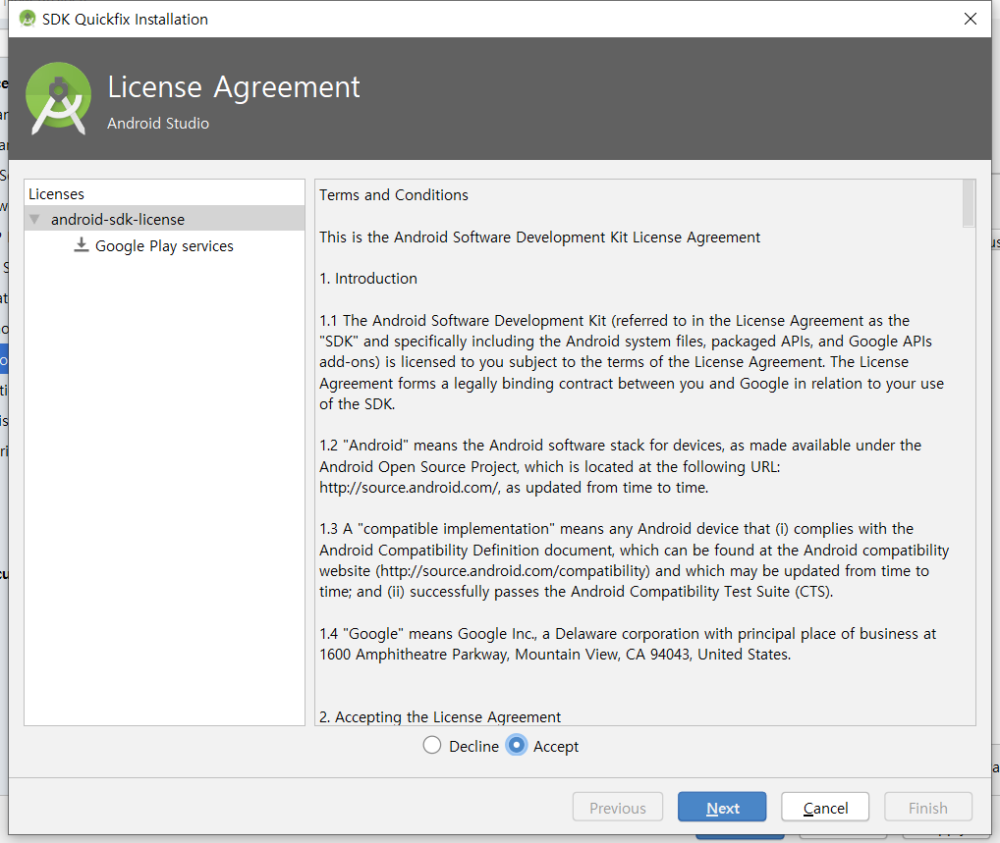 SDK Quickfix Installation
License Agreement
Android Studio
Licenses
android-sdk-license
Google Play services
Terms and Conditions
This is the Android Software Development Kit License Agreement
1. Introduction
1.1 The Android Software Development Kit (referred to in the License Agreement as the
"SDK" and specifically including the Android system files, packaged APIs, and Google APIs
add-ons) is licensed to you subject to the terms of the License Agreement. The License
Agreement forms a legally binding contract between you and Google in relation to your use
of the SDK.
1.2 "Android" means the Android software stack for devices, as made available under the
Android Open Source Project, which is located at the following URL:
http://source.android.com/, as updated from time to time.
1.3 A "compatible implementation" means any Android device that (i) complies with the
Android Compatibility Definition document, which can be found at the Android compatibility
website (http://source.android.com/compatibility) and which may be updated from time to
time; and (ii) successfully passes the Android Compatibility Test Suite (CTS).
1.4 "Google" means Google Inc., a Delaware corporation with principal place of business at
1600 Amphitheatre Parkway, Mountain View, CA 94043, United States.
2. Accepting the License Agreement
Decline Accept
Previous Next Cancel Finish